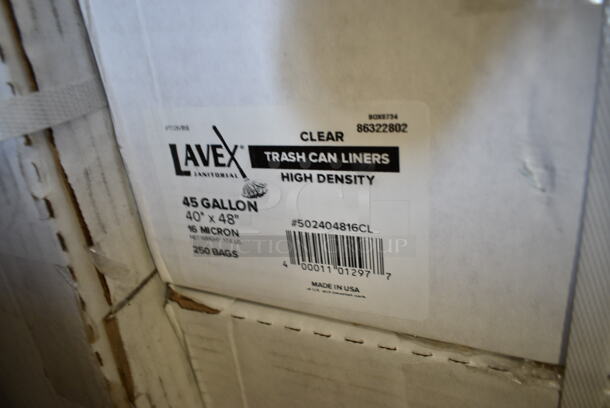 BOX8734
86322802
LAVEX®
JANITORIAL
CLEAR
TRASH CAN LINERS
HIGH DENSITY
45 GALLON
40" x 48"
16 MICRON
250 BAGS
#502404816CL
4 00011 01297 7
MADE IN USA